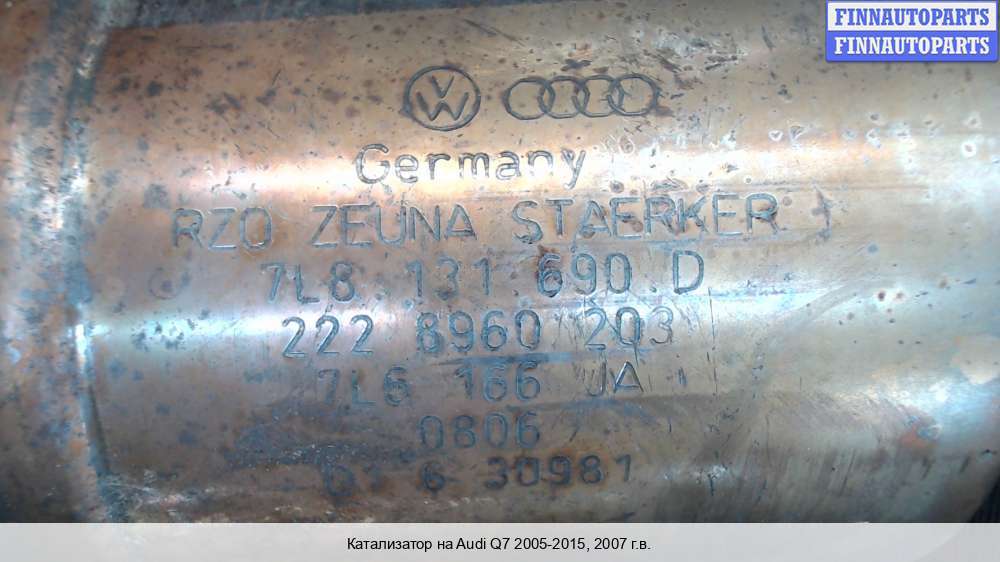 FINNAUTOPARTS
FINNAUTOPARTS
VW
Germany
RZO ZEUNA STAERKER
7L8 131 690 D
222 8960 203
7L6 166 JA
0806
6 30981
Катализатор на Audi Q7 2005-2015, 2007 г.в.